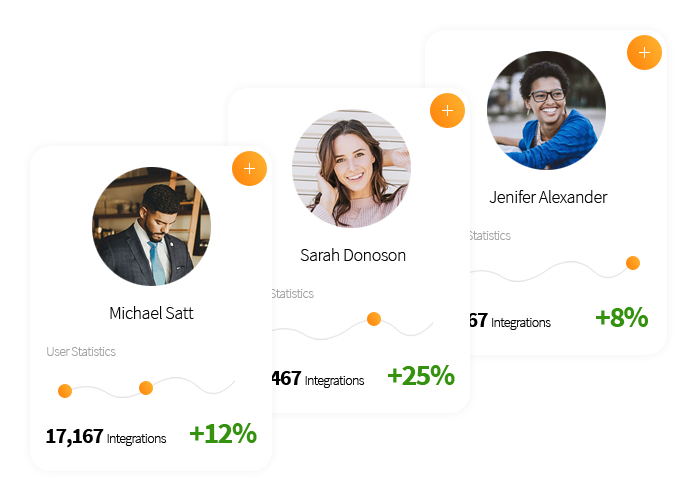 Jenifer Alexander
Statistics
67 Integrations
+8%
Sarah Donoson
Statistics
467 Integrations
+25%
Michael Satt
User Statistics
17,167 Integrations
+12%